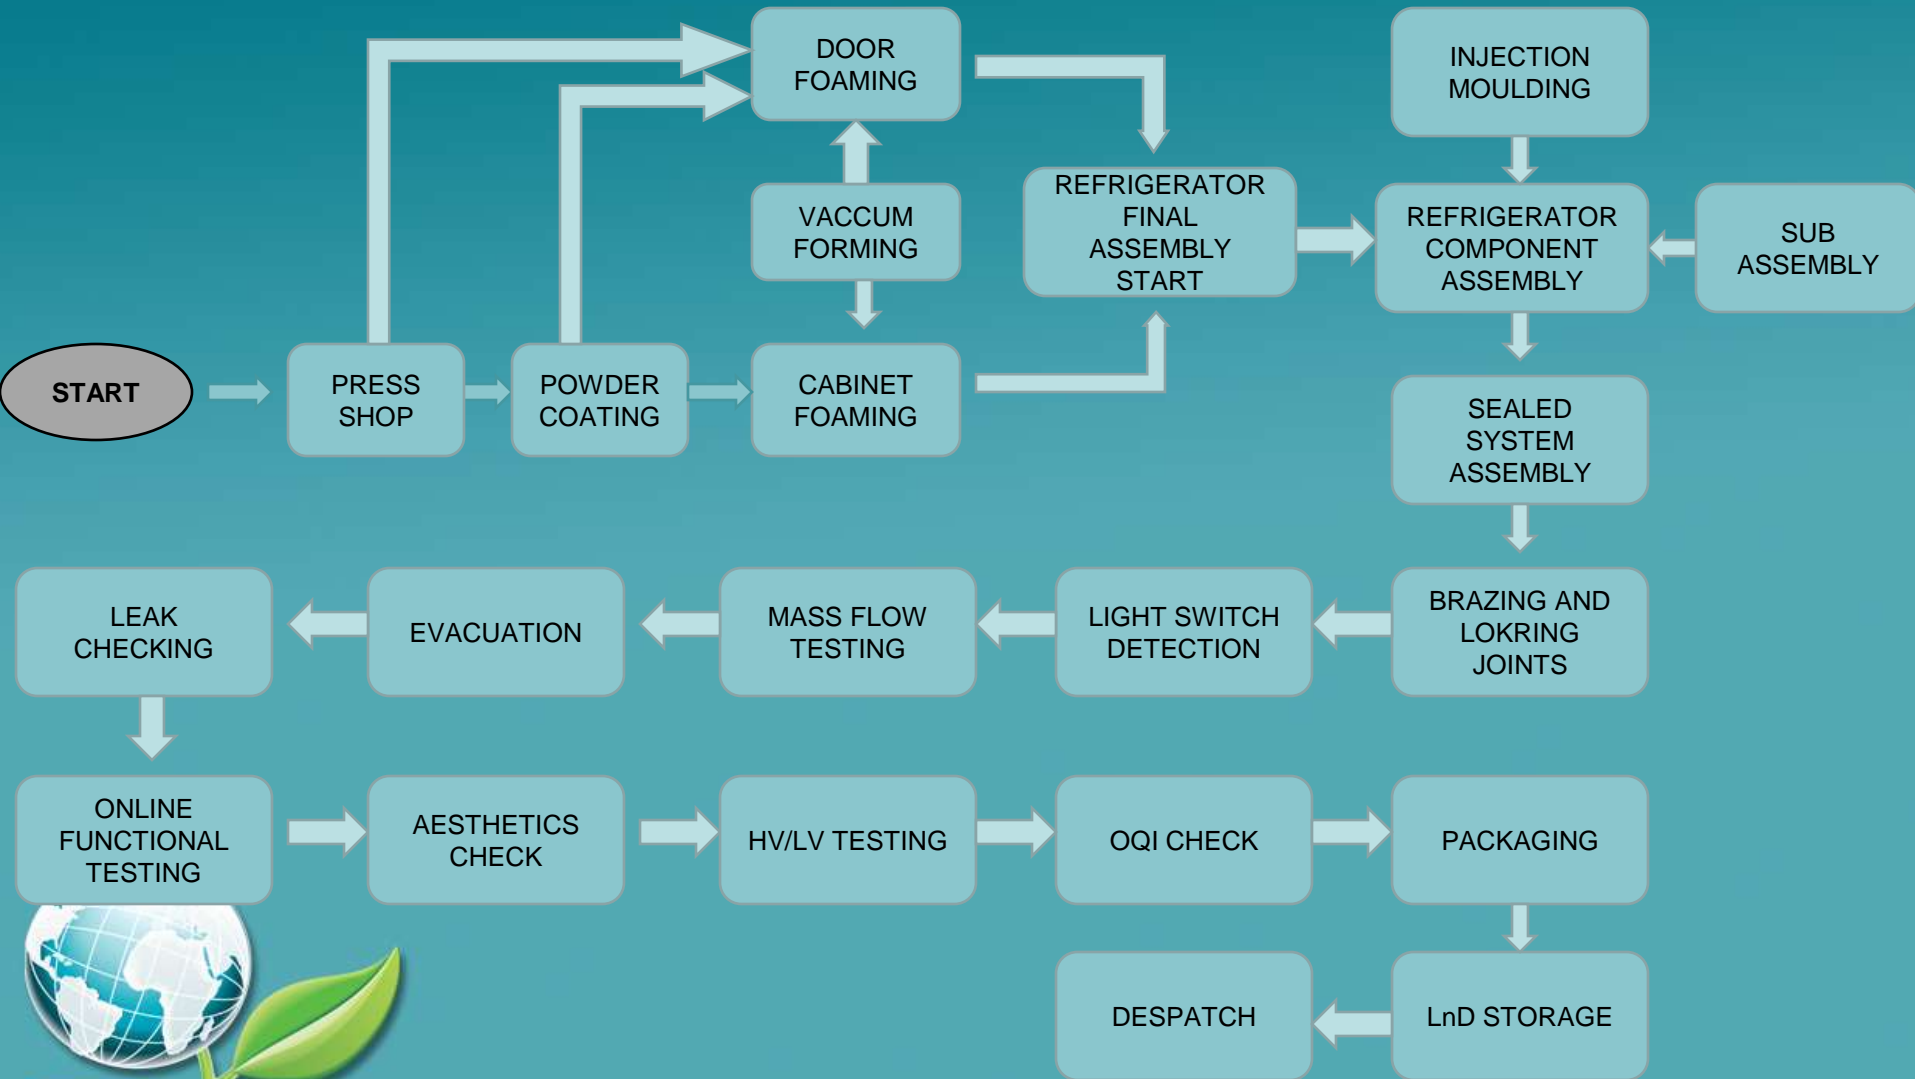 DOOR
FOAMING
INJECTION
MOULDING
VACCUM
FORMING
REFRIGERATOR
FINAL
ASSEMBLY
START
REFRIGERATOR
COMPONENT
ASSEMBLY
SUB
ASSEMBLY
START
PRESS
SHOP
POWDER
COATING
CABINET
FOAMING
SEALED
SYSTEM
ASSEMBLY
LEAK
CHECKING
EVACUATION
MASS FLOW
TESTING
LIGHT SWITCH
DETECTION
BRAZING AND
LOKRING
JOINTS
ONLINE
FUNCTIONAL
TESTING
AESTHETICS
CHECK
HV/LV TESTING
OQI CHECK
PACKAGING
DESPATCH
LnD STORAGE